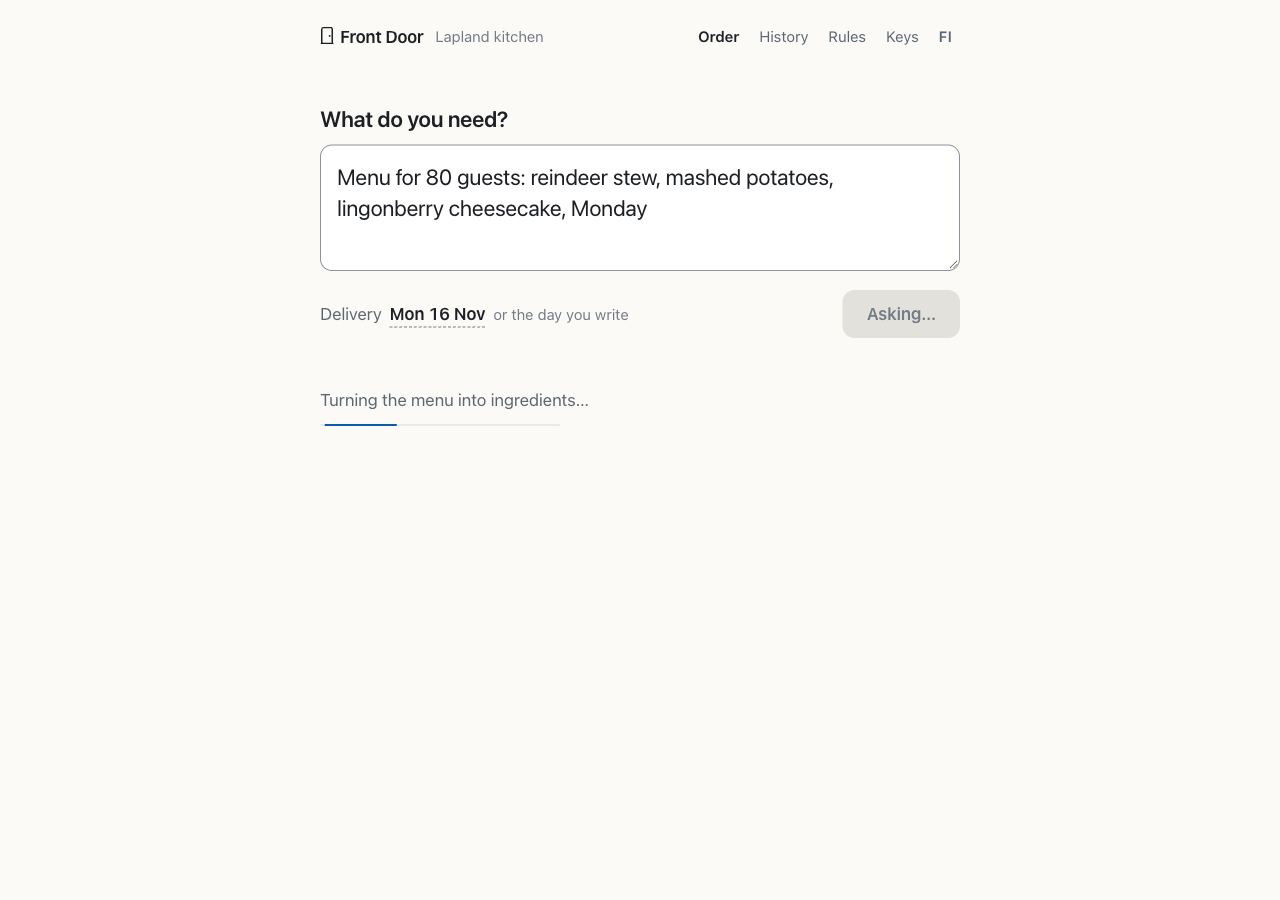 Front Door Lapland kitchen Order History Rules Keys FI
What do you need?
Menu for 80 guests: reindeer stew, mashed potatoes,
lingonberry cheesecake, Monday
Delivery Mon 16 Nov or the day you write Asking...
Turning the menu into ingredients...